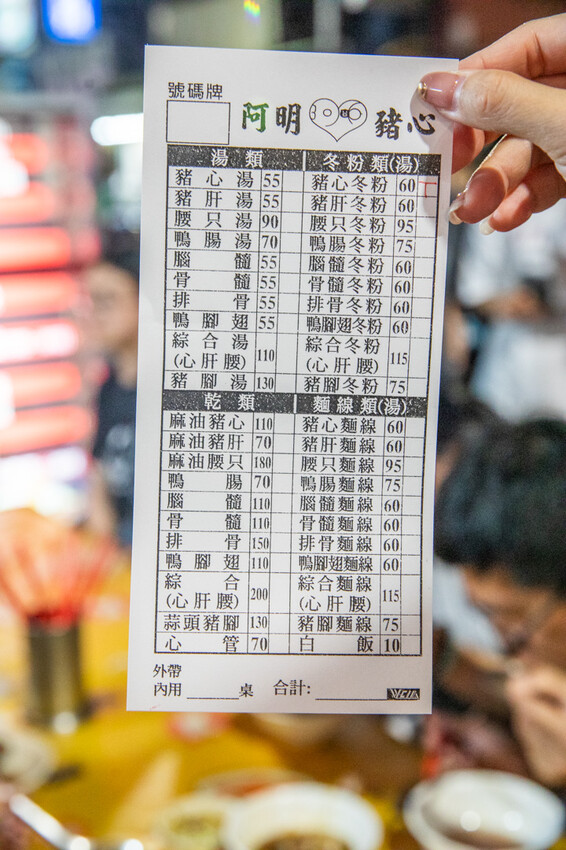 號碼牌
阿明 豬心
湯類 冬粉類(湯)
豬心湯 55 豬心冬粉 60 一
豬肝湯 55 豬肝冬粉 60
腰只湯 90 腰只冬粉 95
鴨腸湯 70 鴨腸冬粉 75
腦髓 55 腦髓冬粉 60
骨髓 55 骨髓冬粉 60
排骨 55 排骨冬粉 60
鴨腳翅 55 鴨腳翅冬粉 60
綜合湯 110 綜合冬粉 115
(心肝腰) (心肝腰)
豬腳湯 130 豬腳冬粉 75
乾類 麵線類(湯)
麻油豬心 110 豬心麵線 60
麻油豬肝 70 豬肝麵線 60
麻油腰只 180 腰只麵線 95
鴨腸 70 鴨腸麵線 75
腦髓 110 腦髓麵線 60
骨髓 110 骨髓麵線 60
排骨 150 排骨麵線 60
鴨腳翅 110 鴨腳翅麵線 60
綜合 200 綜合麵線 115
(心肝腰) (心肝腰)
蒜頭豬腳 130 豬腳麵線 75
心管 70 白飯 10
外帶
內用______桌 合計:________